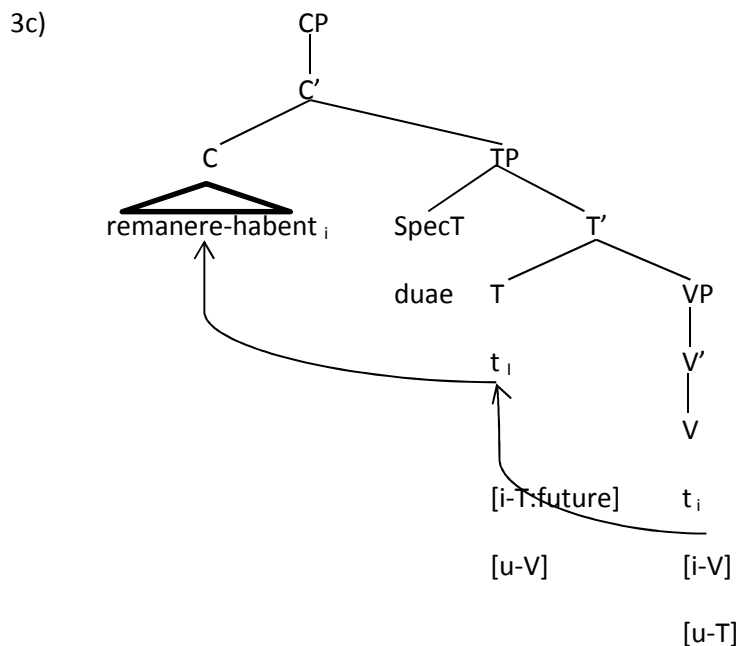 3c) CP
C'
C TP
remanere-habent i SpecT T'
duae T VP
t I V'
V
[i-T:future] t i
[u-V] [i-V]
[u-T]